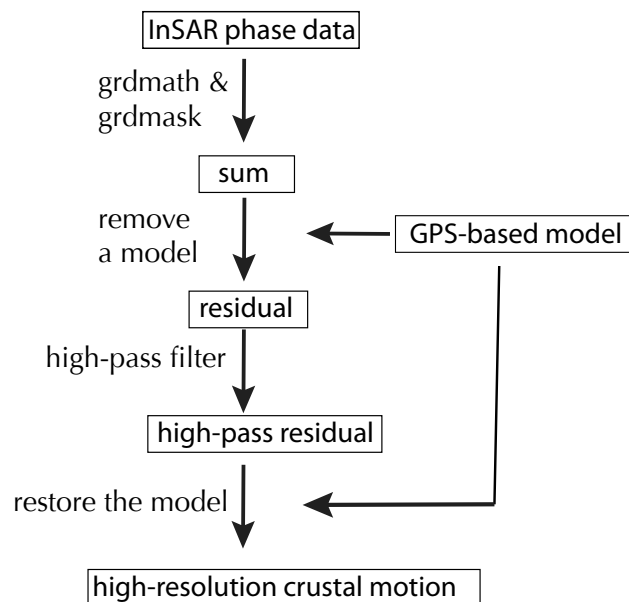 InSAR phase data
grdmath &
grdmask
sum
remove
a model
GPS-based model
residual
high-pass filter
high-pass residual
restore the model
high-resolution crustal motion